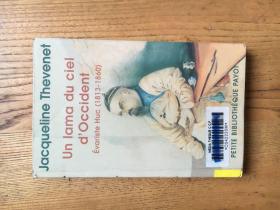 Jacqueline Thevenet
Un lama du ciel
d'Occident
Évariste Huc (1813-1860)
PETITE BIBLIOTHÈQUE PAYOT